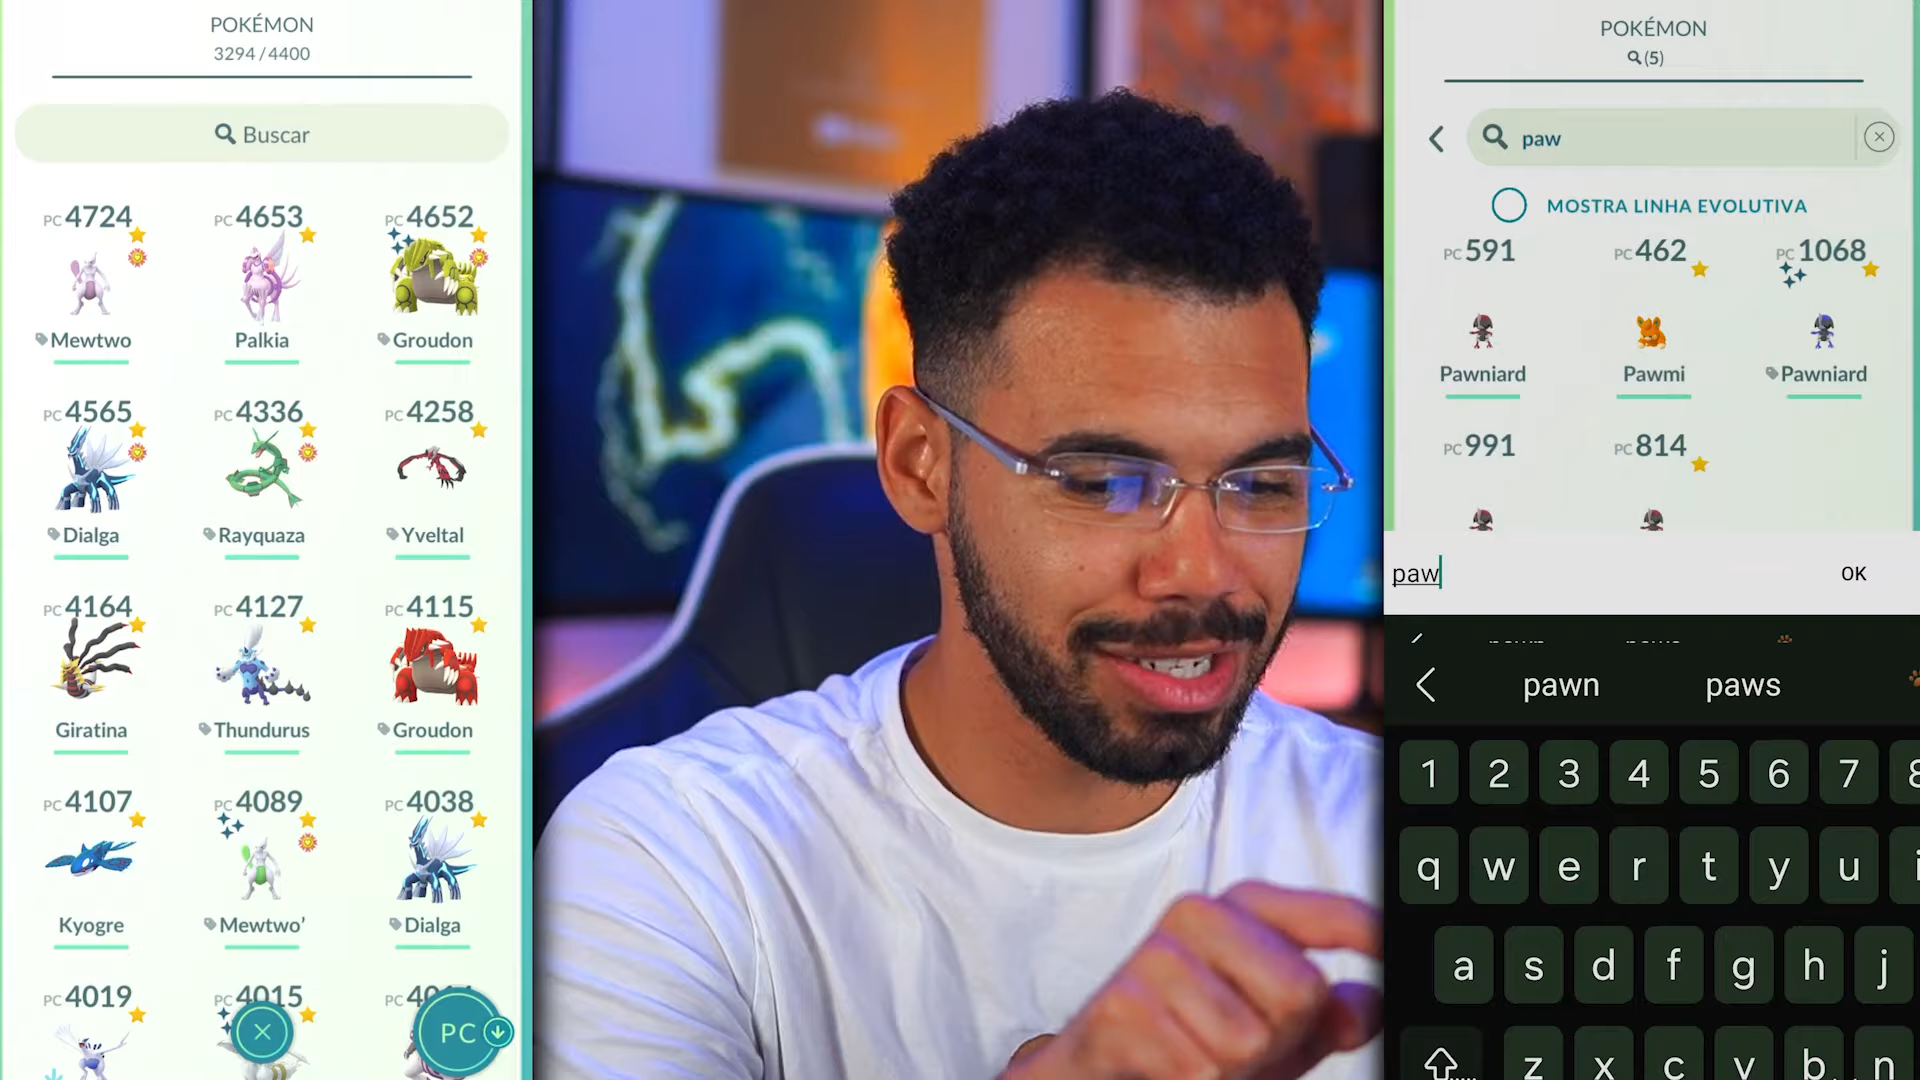 POKÉMON
3294 / 4400
Buscar
PC 4724
PC 4653
PC 4652
Mewtwo
Palkia
Groudon
PC 4565
PC 4336
PC 4258
Dialga
Rayquaza
Yveltal
PC 4164
PC 4127
PC 4115
Giratina
Thundurus
Groudon
PC 4107
PC 4089
PC 4038
Kyogre
Mewtwo’
Dialga
PC 4019
PC 4015
PC
PC
POKÉMON
(5)
paw
MOSTRA LINHA EVOLUTIVA
PC 591
PC 462
PC 1068
Pawniard
Pawmi
Pawniard
PC 991
PC 814
paw
OK
pawn paws
1 2 3 4 5 6 7 8
q w e r t y u i
a s d f g h j
z x c v b n